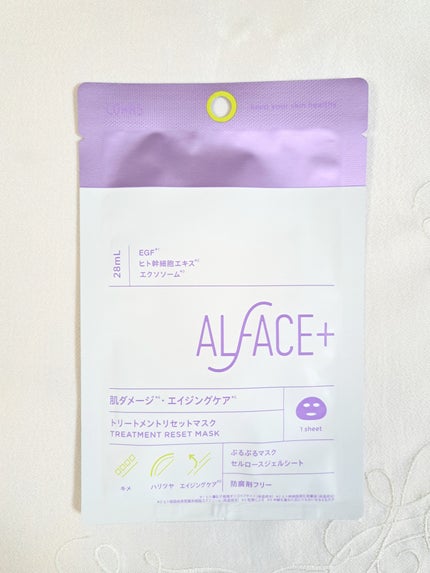 keep your skin healthy
28mL
EGF*¹
ヒト幹細胞エキス*²
エクソソーム*³
ALFACE+
肌ダメージ*⁴・エイジングケア*⁵
トリートメントリセットマスク
TREATMENT RESET MASK
1 sheet
キメ
ハリツヤ
エイジングケア*⁵
ぷるぷるマスク
セルロースジェルシート
防腐剤フリー